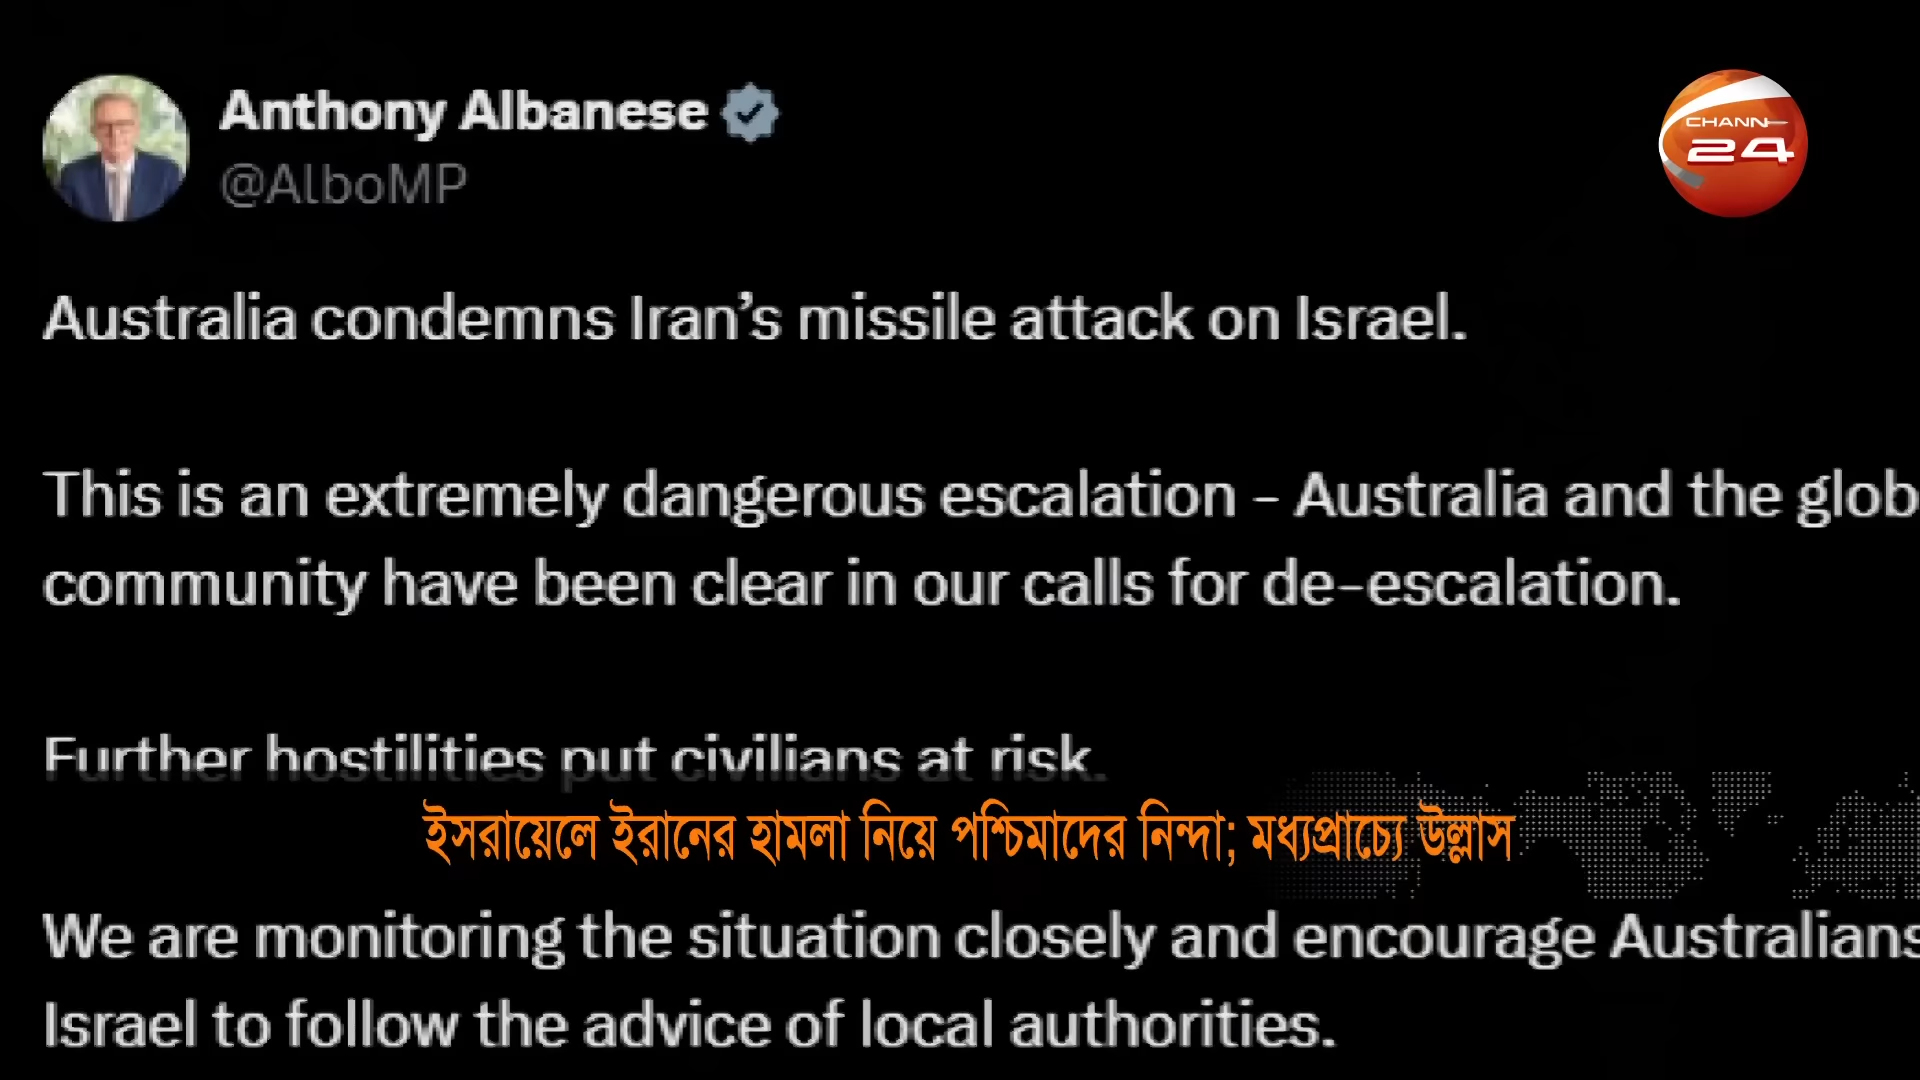 Anthony Albanese
@AlboMP
CHANN
24
Australia condemns Iran's missile attack on Israel.
This is an extremely dangerous escalation – Australia and the glob
community have been clear in our calls for de-escalation.
Further hostilities put civilians at risk.
ইসরায়েলে ইরানের হামলা নিয়ে পশ্চিমাদের নিন্দা; মধ্যপ্রাচ্যে উল্লাস
We are monitoring the situation closely and encourage Australians
Israel to follow the advice of local authorities.